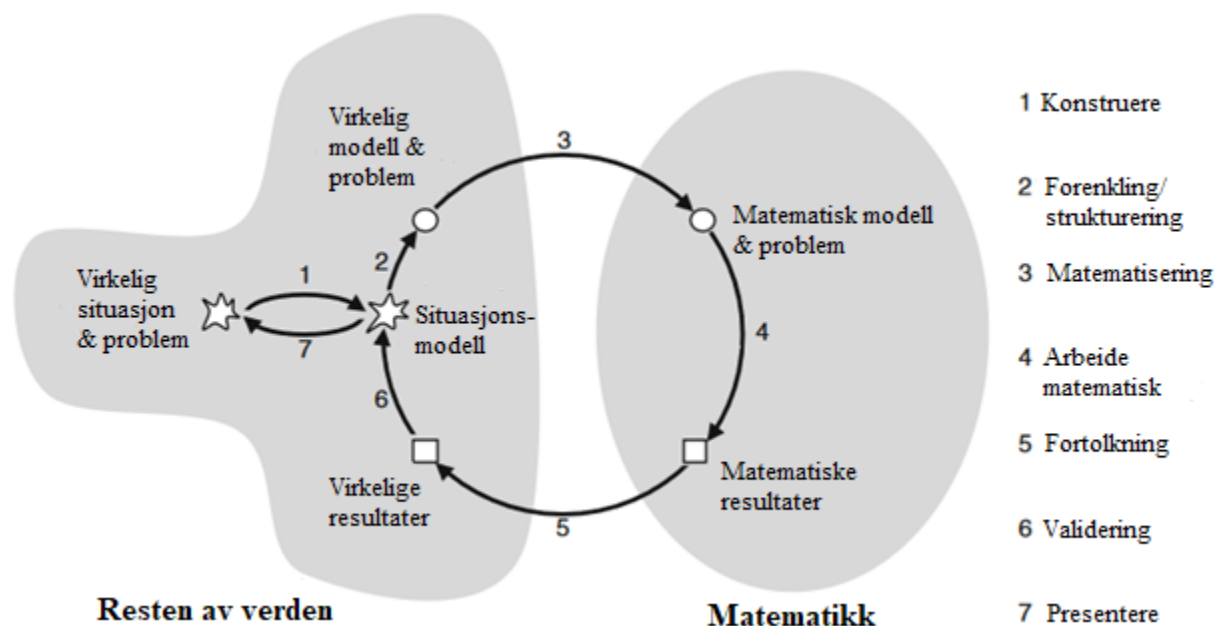 Virkelig
modell &
problem
3
Matematisk modell
& problem
2
Virkelig
situasjon
& problem
1
7
Situasjons-
modell
4
6
Virkelige
resultater
5
Matematiske
resultater
Resten av verden
Matematikk
1 Konstruere
2 Forenkling/
strukturering
3 Matematisering
4 Arbeide
matematisk
5 Fortolkning
6 Validering
7 Presentere